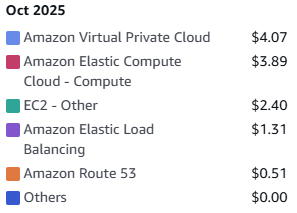 Oct 2025
Amazon Virtual Private Cloud $4.07
Amazon Elastic Compute $3.89
Cloud - Compute
EC2 - Other $2.40
Amazon Elastic Load $1.31
Balancing
Amazon Route 53 $0.51
Others $0.00